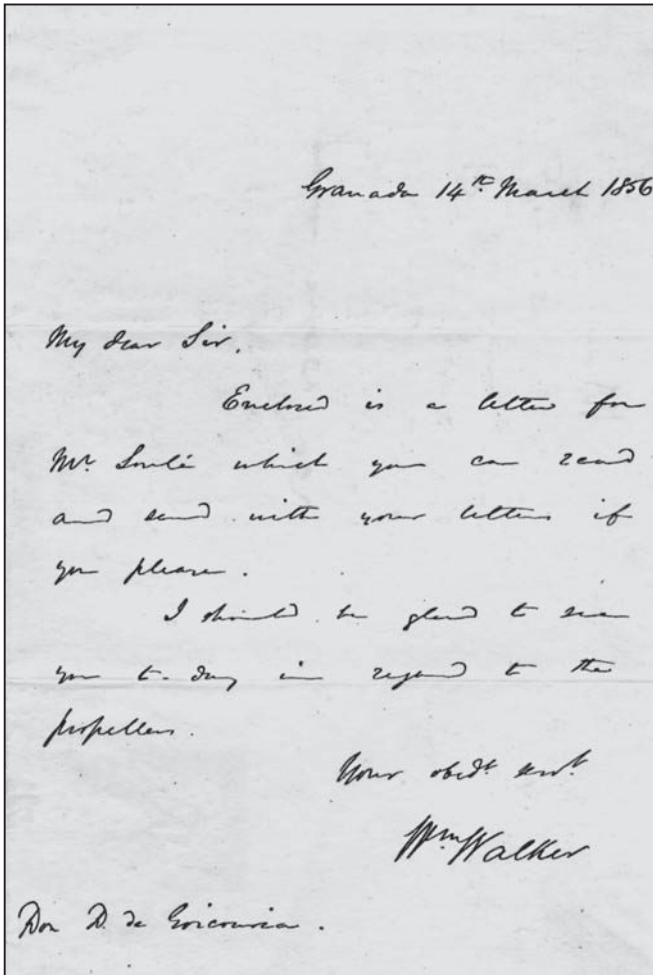 Granada 14th March 1856
My dear Sir,
Enclosed is a letter for
Mr. Soulé which you can read
and send with your letters if
you please.
I should be glad to see
you to-day in regard to the
propellers.
Your obdt. servt.
Wm Walker
Don D. de Goicouria.